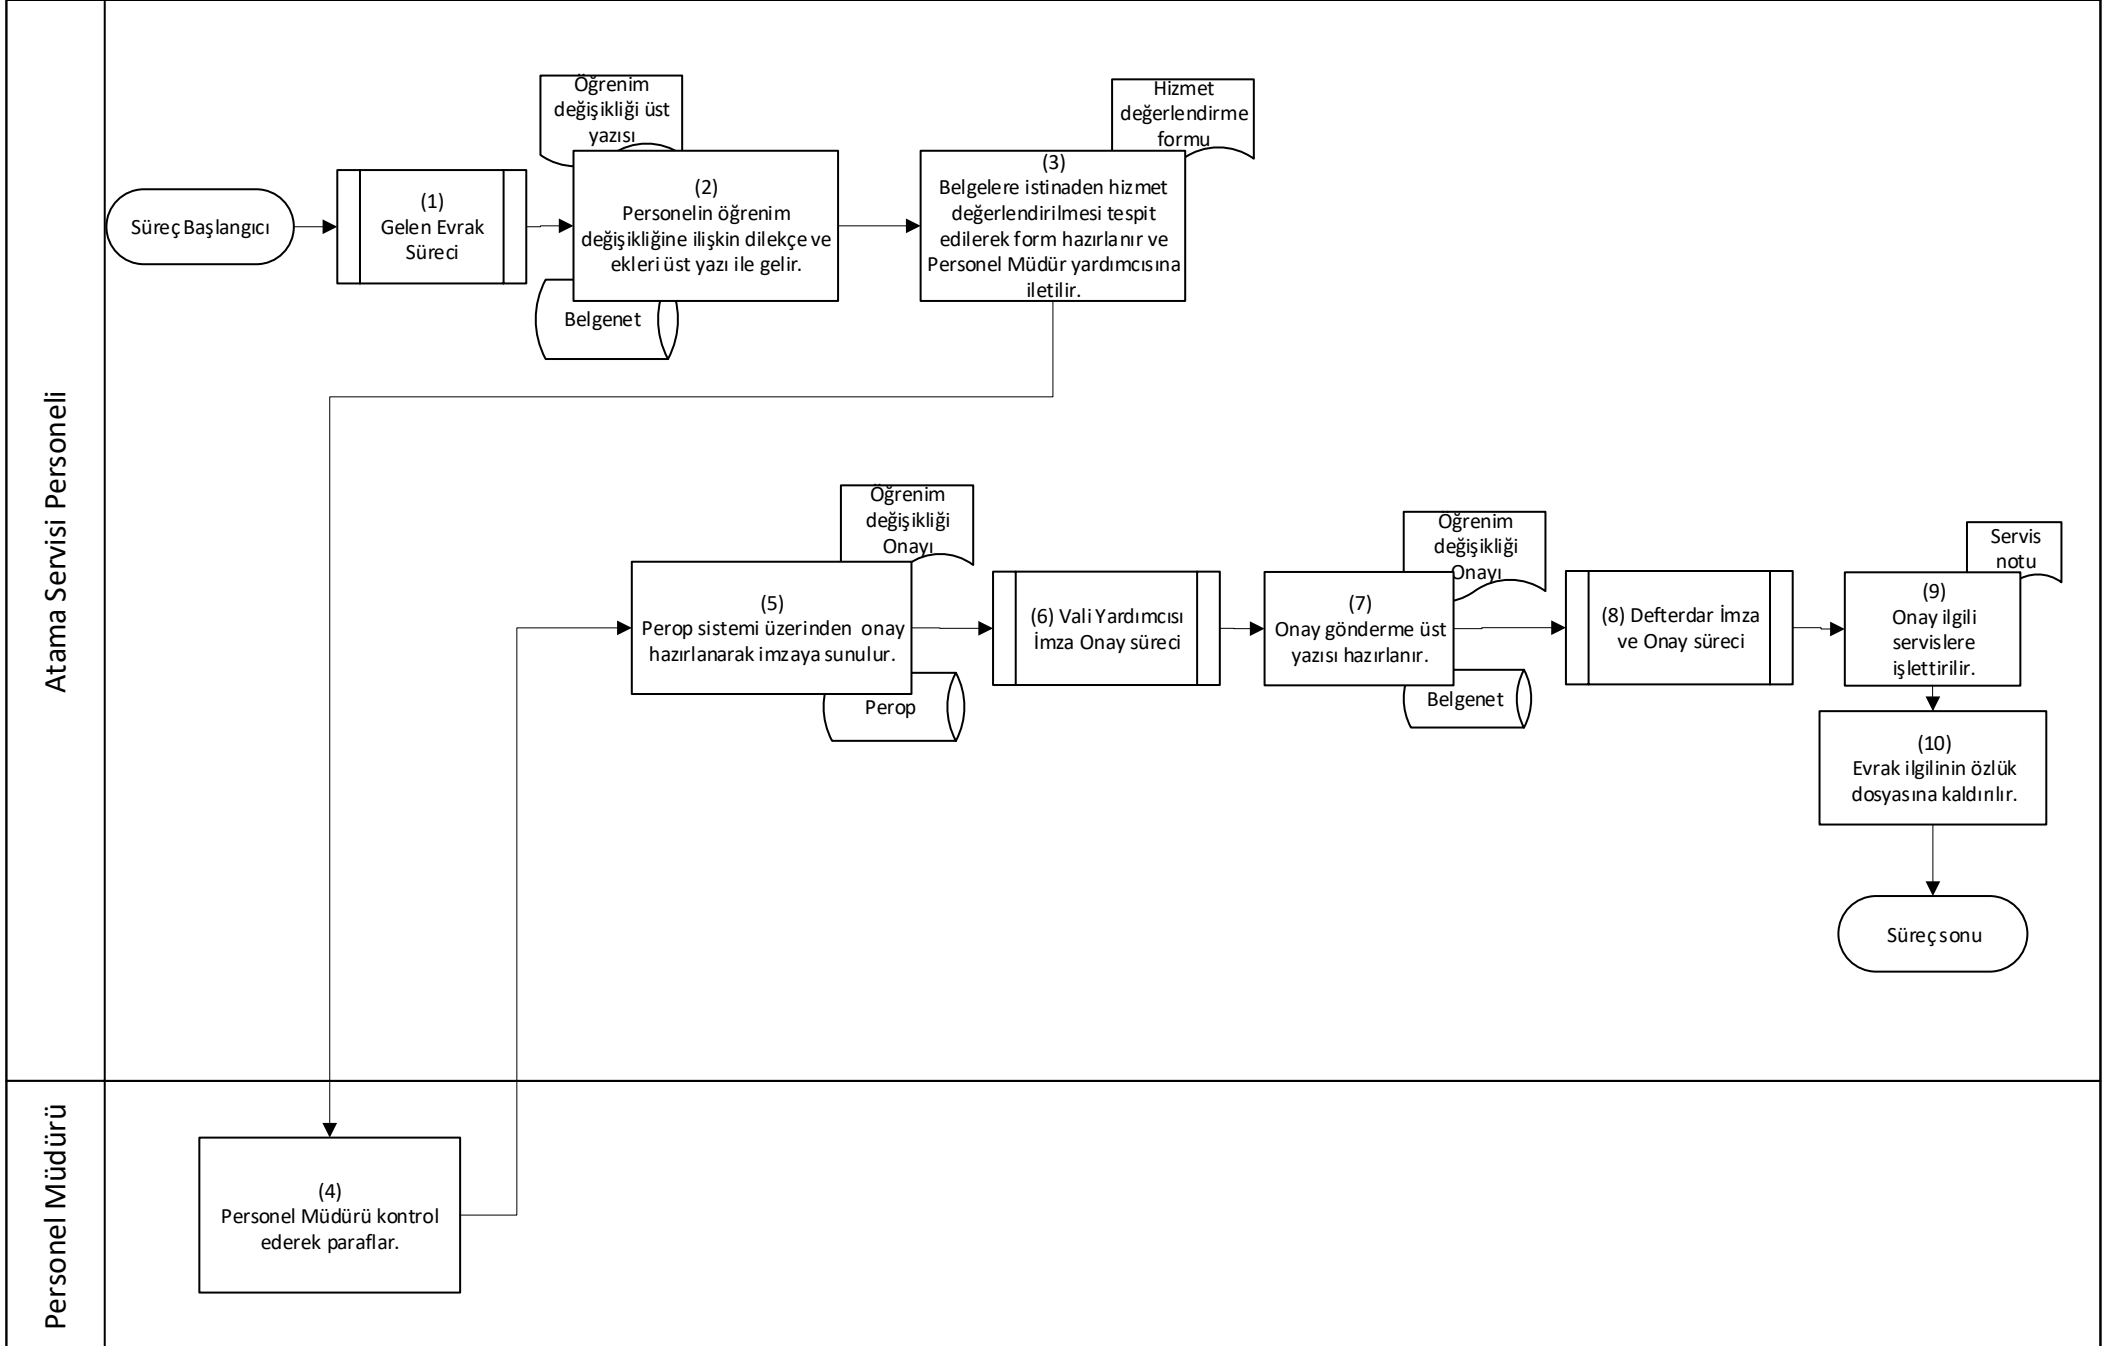 Atama Servisi Personeli
Süreç Başlangıcı
(1)
Gelen Evrak
Süreci
Öğrenim
değişikliği üst
yazısı
(2)
Personelin öğrenim
değişikliğine ilişkin dilekçe ve
ekleri üst yazı ile gelir.
Belgenet
Hizmet
değerlendirme
formu
(3)
Belgelere istinaden hizmet
değerlendirilmesi tespit
edilerek form hazırlanır ve
Personel Müdür yardımcısına
iletilir.
Öğrenim
değişikliği
Onayı
(5)
Perop sistemi üzerinden onay
hazırlanarak imzaya sunulur.
Perop
(6) Vali Yardımcısı
İmza Onay süreci
Öğrenim
değişikliği
Onayı
(7)
Onay gönderme üst
yazısı hazırlanır.
Belgenet
(8) Defterdar İmza
ve Onay süreci
Servis
notu
(9)
Onay ilgili
servislere
işlettirilir.
(10)
Evrak ilgilinin özlük
dosyasına kaldırılır.
Süreç sonu
Personel Müdürü
(4)
Personel Müdürü kontrol
ederek paraflar.